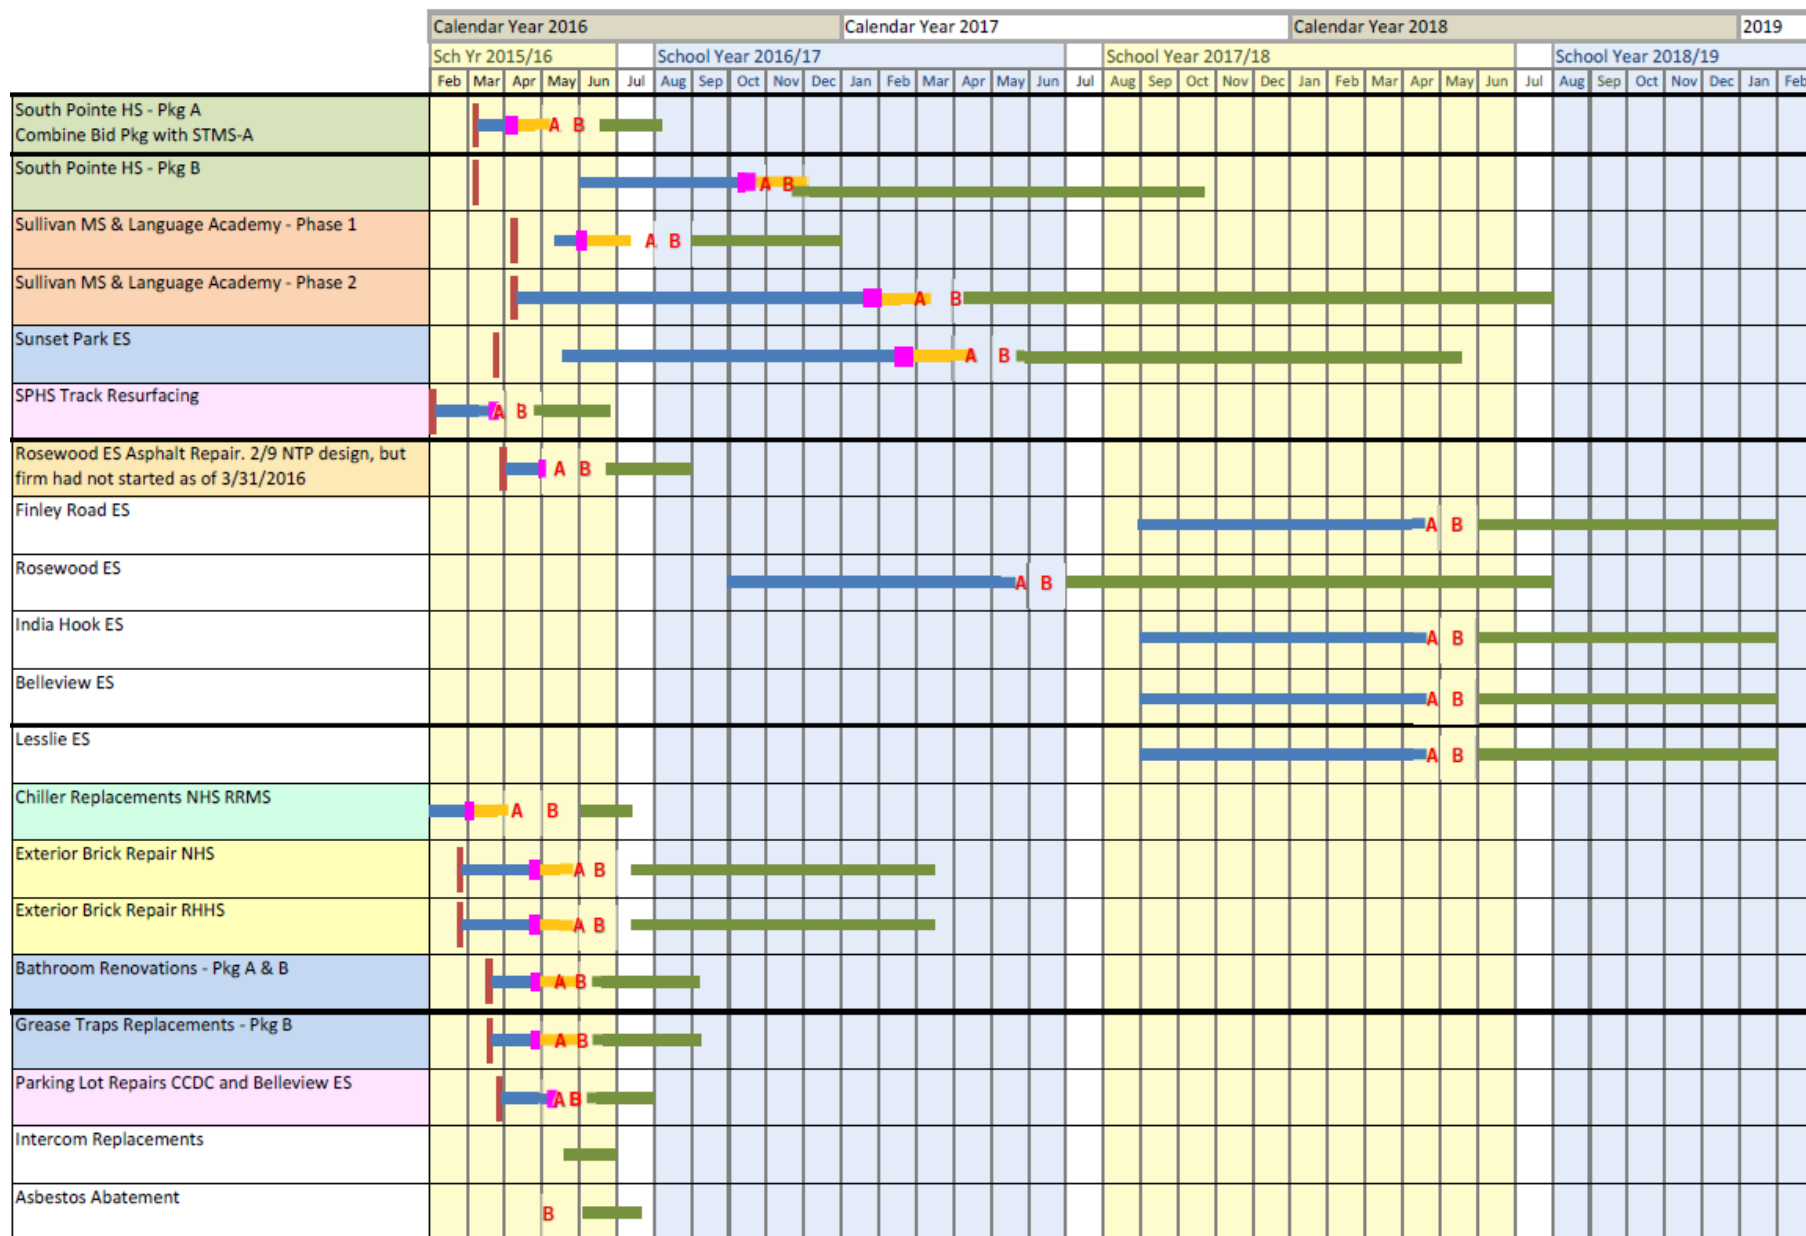 Calendar Year 2016 Calendar Year 2017 Calendar Year 2018 2019
Sch Yr 2015/16 School Year 2016/17 School Year 2017/18 School Year 2018/19
Feb Mar Apr May Jun Jul Aug Sep Oct Nov Dec Jan Feb Mar Apr May Jun Jul Aug Sep Oct Nov Dec Jan Feb Mar Apr May Jun Jul Aug Sep Oct Nov Dec Jan Feb
South Pointe HS - Pkg A
Combine Bid Pkg with STMS-A
A B
South Pointe HS - Pkg B
A B
Sullivan MS & Language Academy - Phase 1
A B
Sullivan MS & Language Academy - Phase 2
A B
Sunset Park ES
A B
SPHS Track Resurfacing
A B
Rosewood ES Asphalt Repair. 2/9 NTP design, but
firm had not started as of 3/31/2016
A B
Finley Road ES
A B
Rosewood ES
A B
India Hook ES
A B
Belleview ES
A B
Lesslie ES
A B
Chiller Replacements NHS RRMS
A B
Exterior Brick Repair NHS
A B
Exterior Brick Repair RHHS
A B
Bathroom Renovations - Pkg A & B
A B
Grease Traps Replacements - Pkg B
A B
Parking Lot Repairs CCDC and Belleview ES
A B
Intercom Replacements
Asbestos Abatement
B